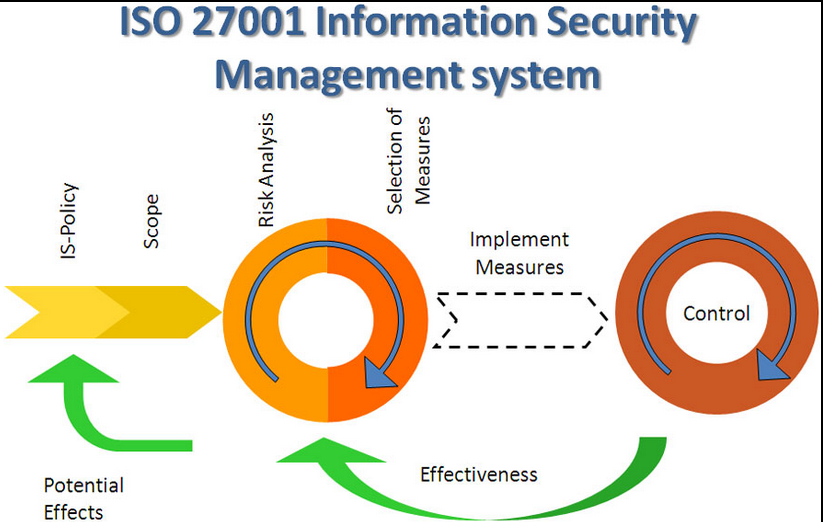 ISO 27001 Information Security
Management system
IS-Policy
Scope
Risk Analysis
Selection of
Measures
Implement
Measures
Control
Effectiveness
Potential
Effects